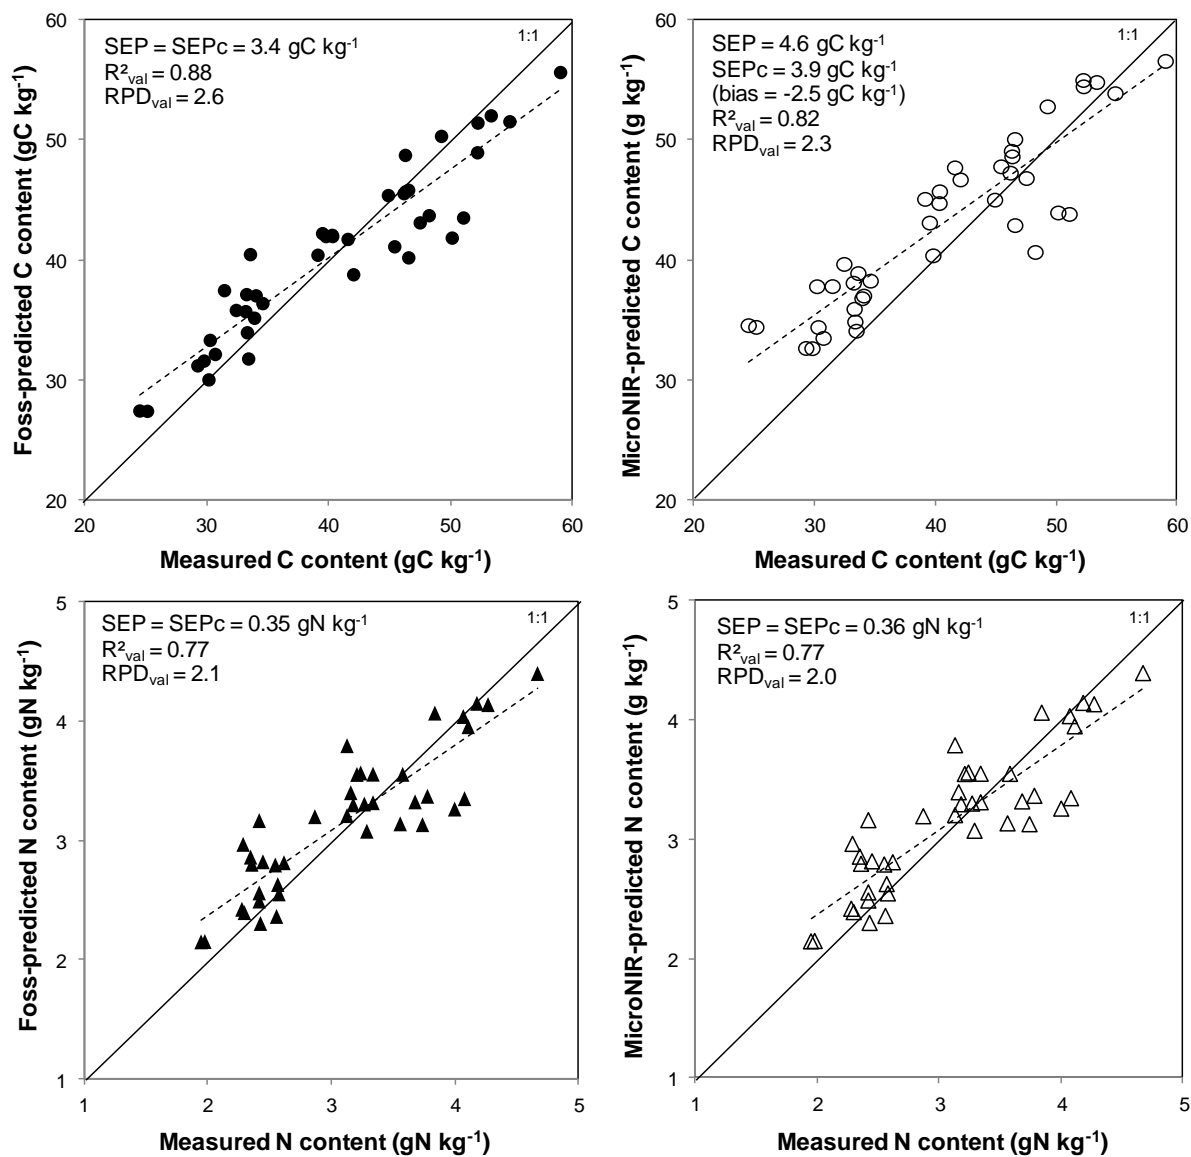 60
50
40
30
20
20
30
40
50
60
Foss-predicted C content (gC kg⁻¹)
Measured C content (gC kg⁻¹)
SEP = SEPc = 3.4 gC kg⁻¹
R²val = 0.88
RPDval = 2.6
1:1
60
50
40
30
20
20
30
40
50
60
MicroNIR-predicted C content (g kg⁻¹)
Measured C content (gC kg⁻¹)
SEP = 4.6 gC kg⁻¹
SEPc = 3.9 gC kg⁻¹
(bias = -2.5 gC kg⁻¹)
R²val = 0.82
RPDval = 2.3
1:1
5
4
3
2
1
1
2
3
4
5
Foss-predicted N content (gN kg⁻¹)
Measured N content (gN kg⁻¹)
SEP = SEPc = 0.35 gN kg⁻¹
R²val = 0.77
RPDval = 2.1
1:1
5
4
3
2
1
1
2
3
4
5
MicroNIR-predicted N content (g kg⁻¹)
Measured N content (gN kg⁻¹)
SEP = SEPc = 0.36 gN kg⁻¹
R²val = 0.77
RPDval = 2.0
1:1